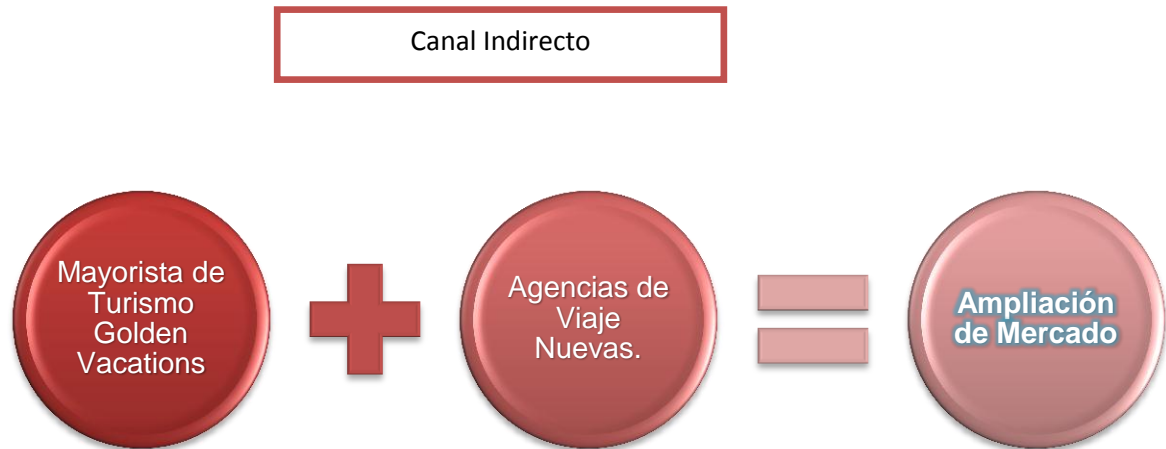 Canal Indirecto
Mayorista de
Turismo
Golden
Vacations
Agencias de
Viaje
Nuevas.
Ampliación
de Mercado